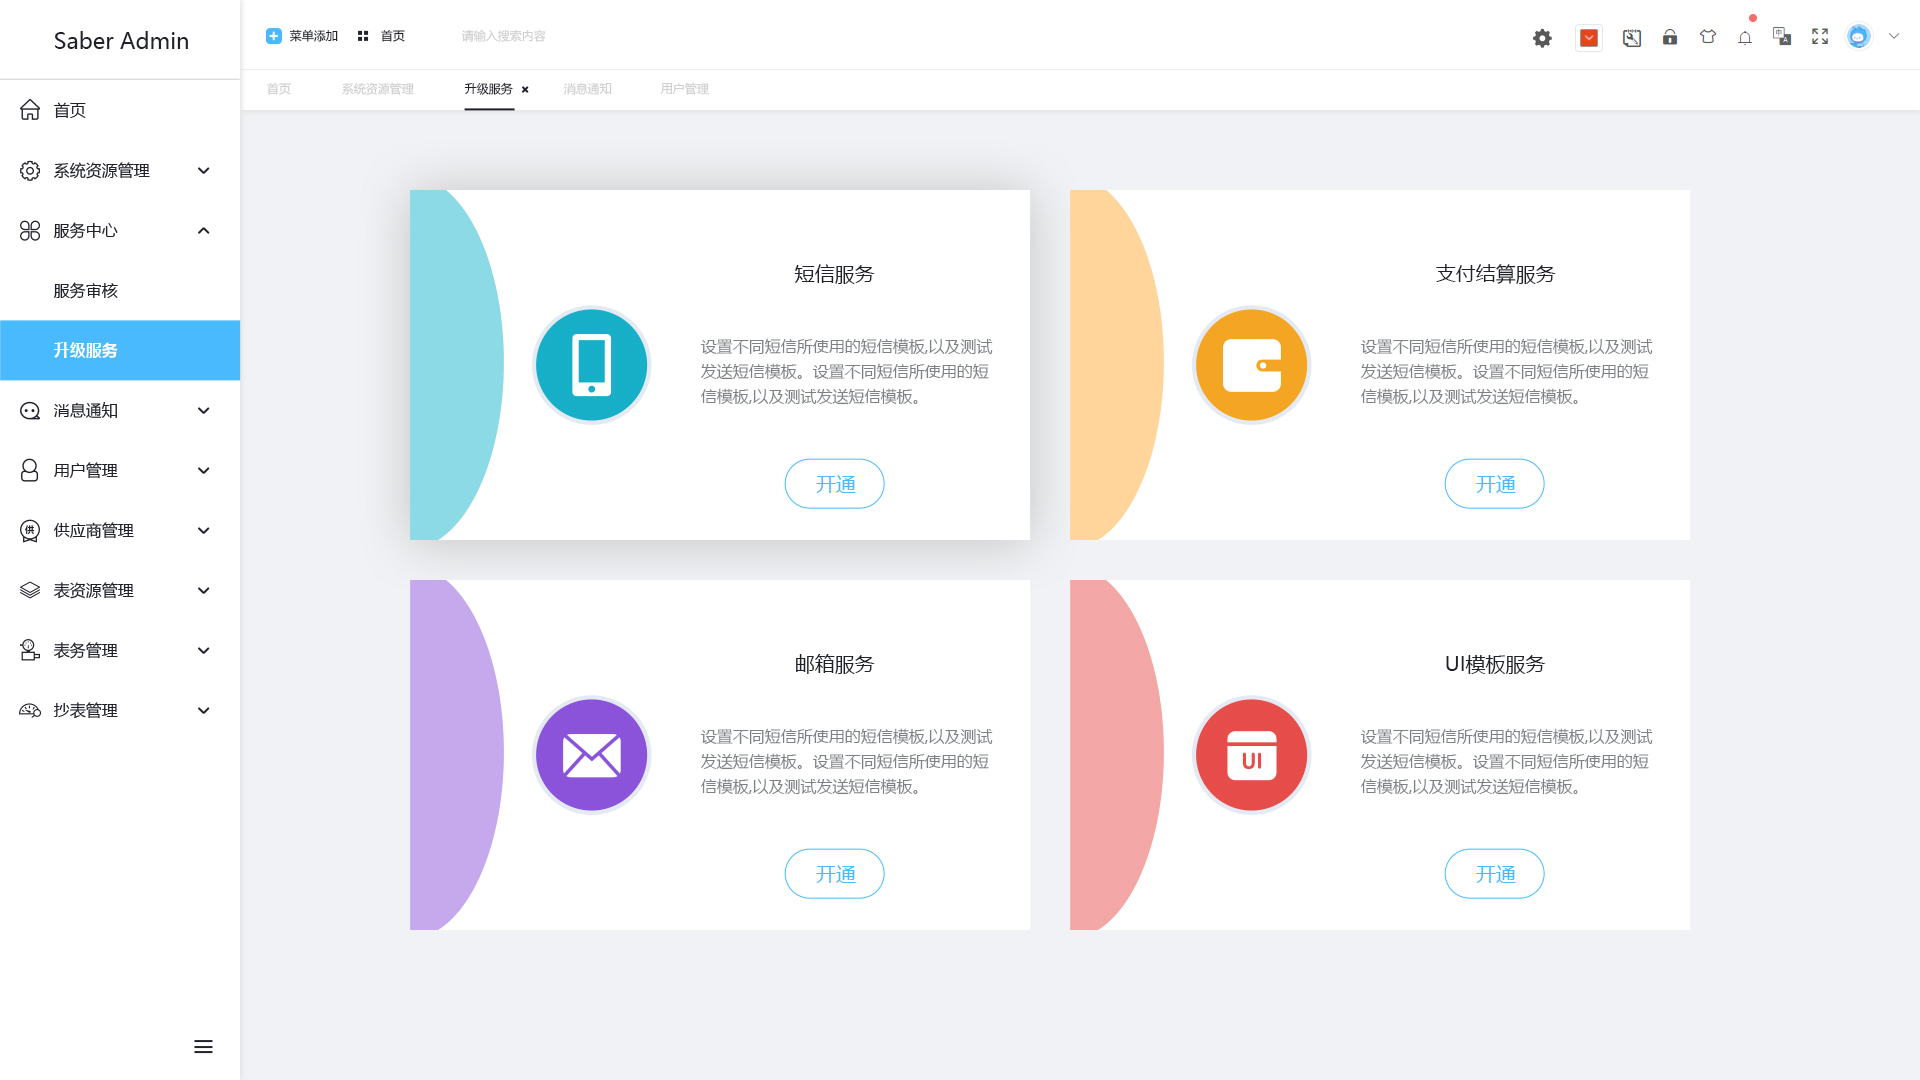 Saber Admin
菜单添加
首页
请输入搜索内容
首页
系统资源管理
升级服务
消息通知
用户管理
首页
系统资源管理
服务中心
服务审核
升级服务
消息通知
用户管理
供应商管理
表资源管理
表务管理
抄表管理
短信服务
设置不同短信所使用的短信模板,以及测试
发送短信模板。设置不同短信所使用的短
信模板,以及测试发送短信模板。
开通
支付结算服务
设置不同短信所使用的短信模板,以及测试
发送短信模板。设置不同短信所使用的短
信模板,以及测试发送短信模板。
开通
邮箱服务
设置不同短信所使用的短信模板,以及测试
发送短信模板。设置不同短信所使用的短
信模板,以及测试发送短信模板。
开通
UI模板服务
UI
设置不同短信所使用的短信模板,以及测试
发送短信模板。设置不同短信所使用的短
信模板,以及测试发送短信模板。
开通